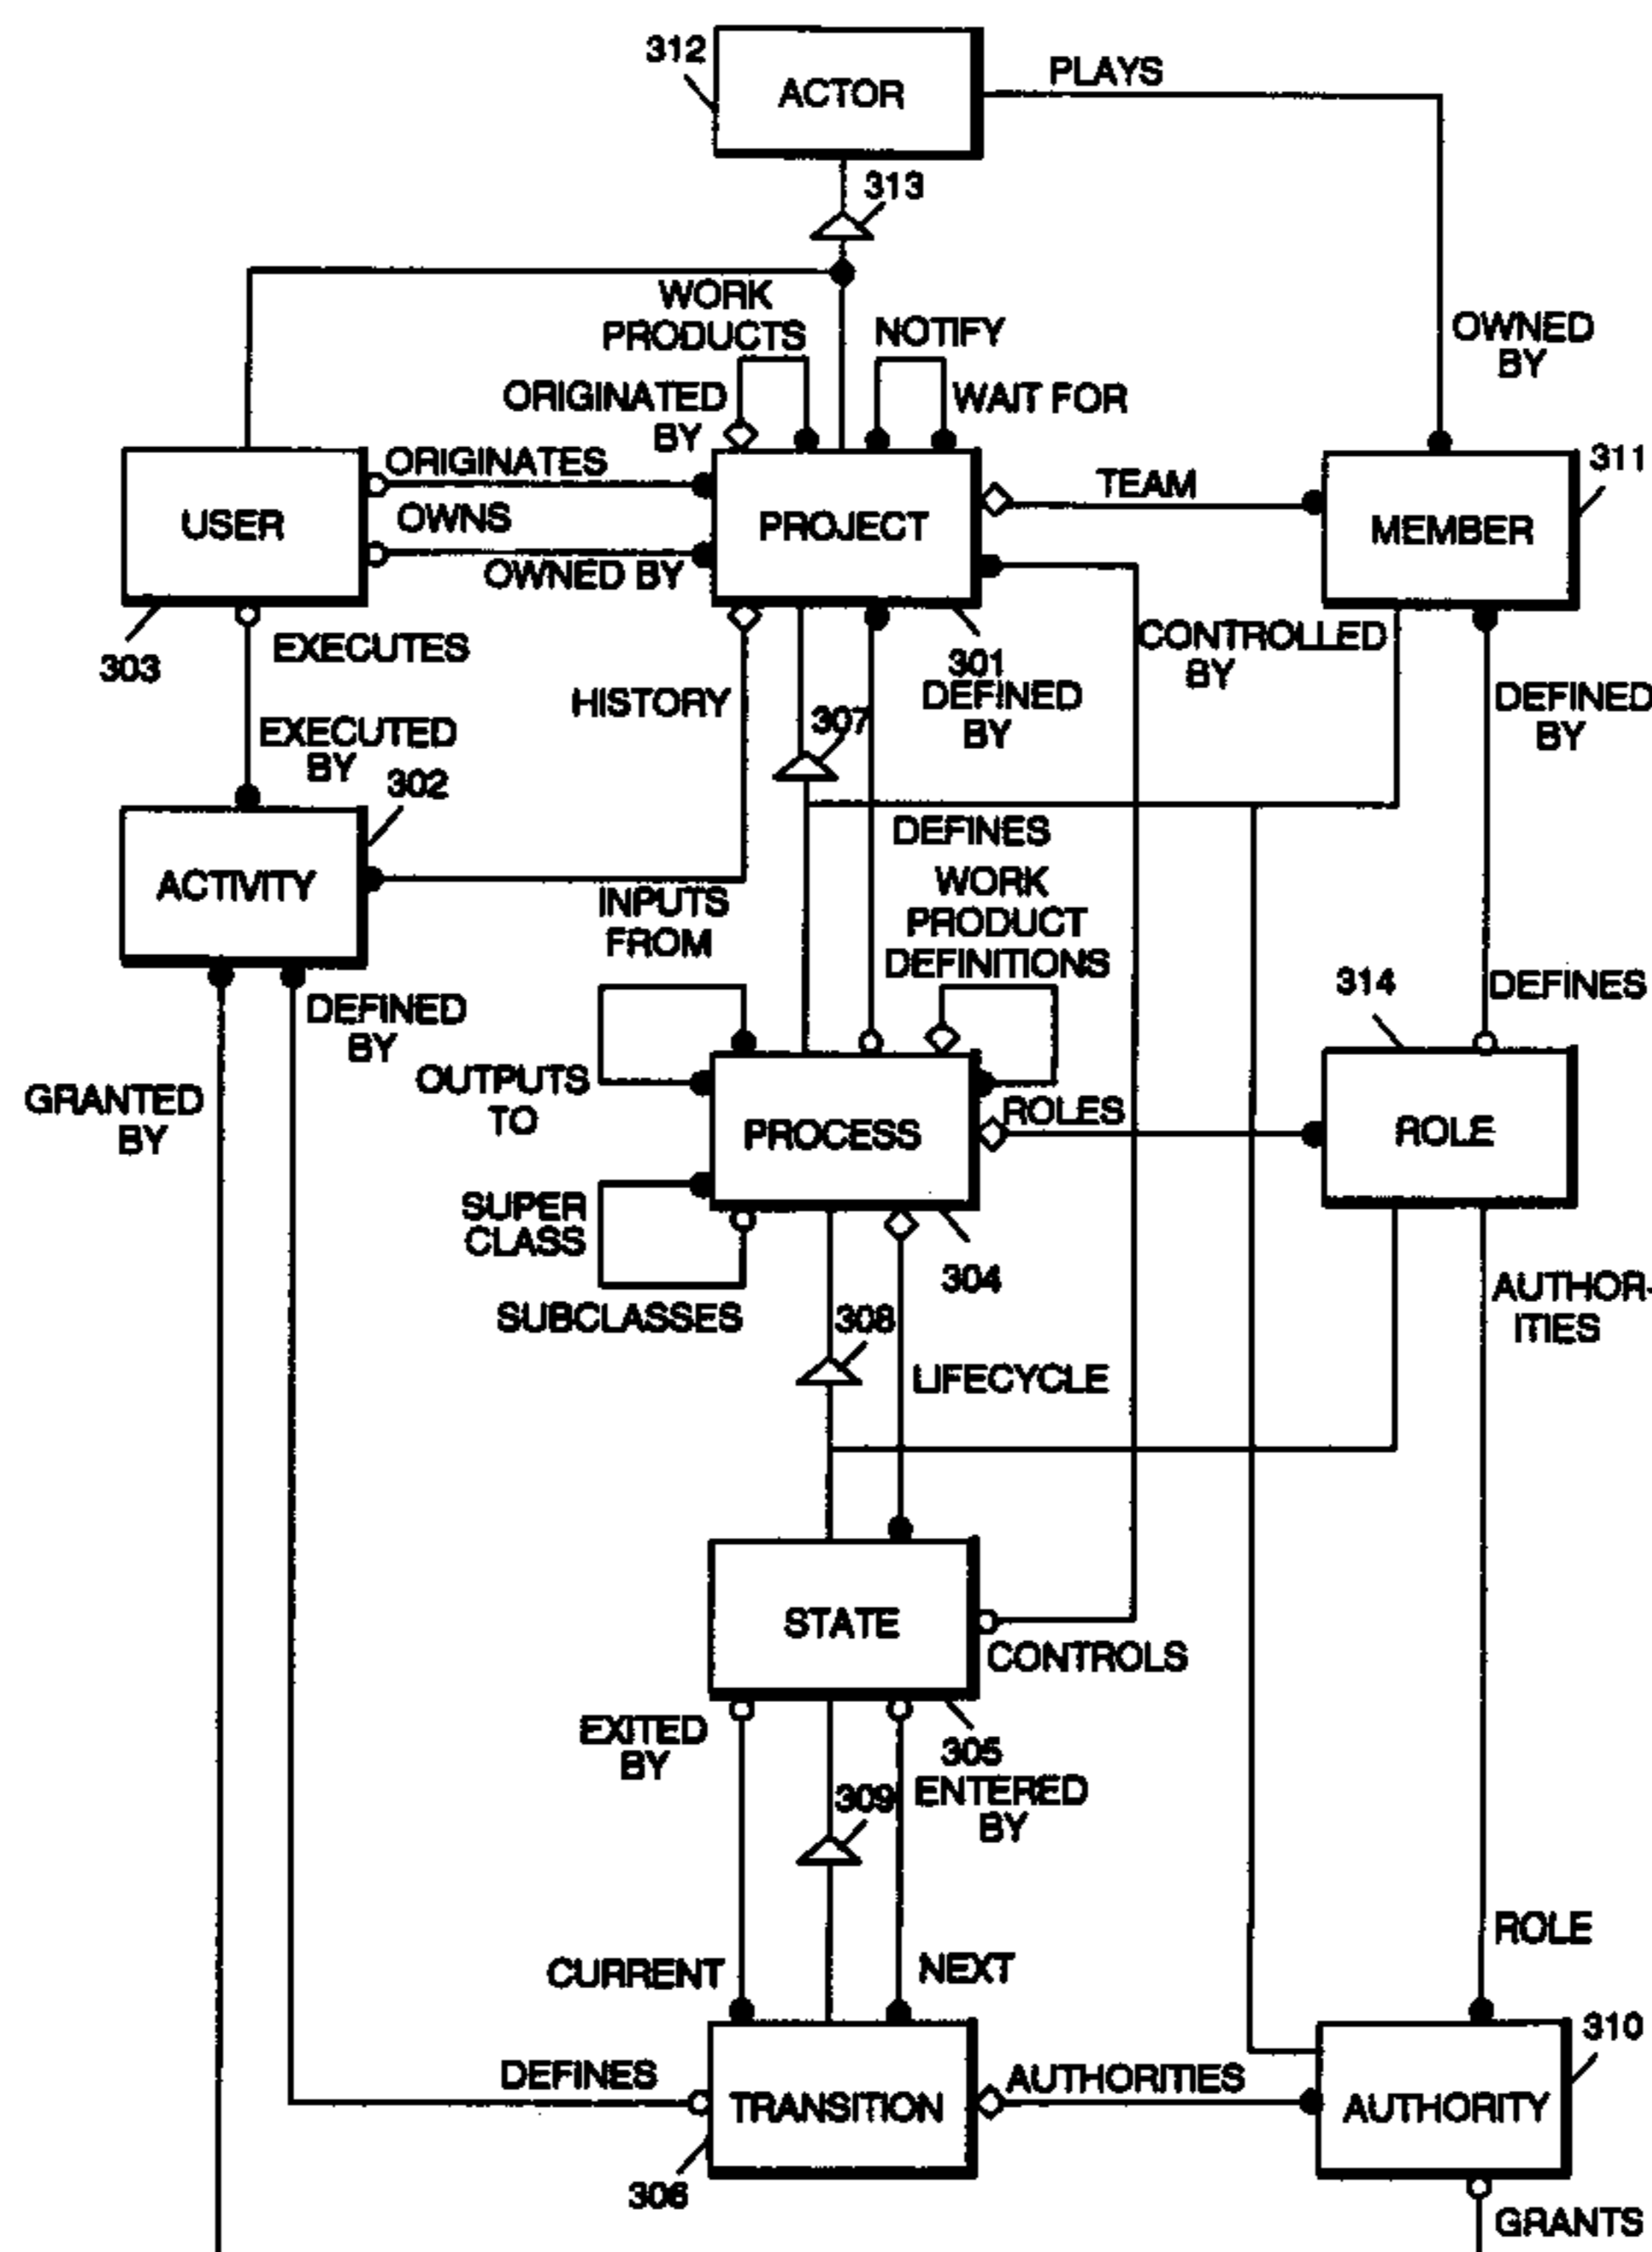 312
ACTOR
PLAYS
313
WORK
PRODUCTS
NOTIFY
OWNED
BY
ORIGINATED
BY
WAIT FOR
ORIGINATES
311
USER
OWNS
PROJECT
TEAM
MEMBER
OWNED BY
303
EXECUTES
301
CONTROLLED
BY
HISTORY
307
DEFINED
BY
DEFINED
BY
EXECUTED
BY
302
DEFINES
ACTIVITY
INPUTS
FROM
WORK
PRODUCT
DEFINITIONS
314
DEFINES
DEFINED
BY
GRANTED
BY
OUTPUTS
TO
PROCESS
ROLES
ROLE
SUPER
CLASS
304
AUTHOR-
ITIES
SUBCLASSES
308
LIFECYCLE
STATE
CONTROLS
EXITED
BY
305
ENTERED
BY
309
ROLE
CURRENT
NEXT
310
DEFINES
TRANSITION
AUTHORITIES
AUTHORITY
306
GRANTS